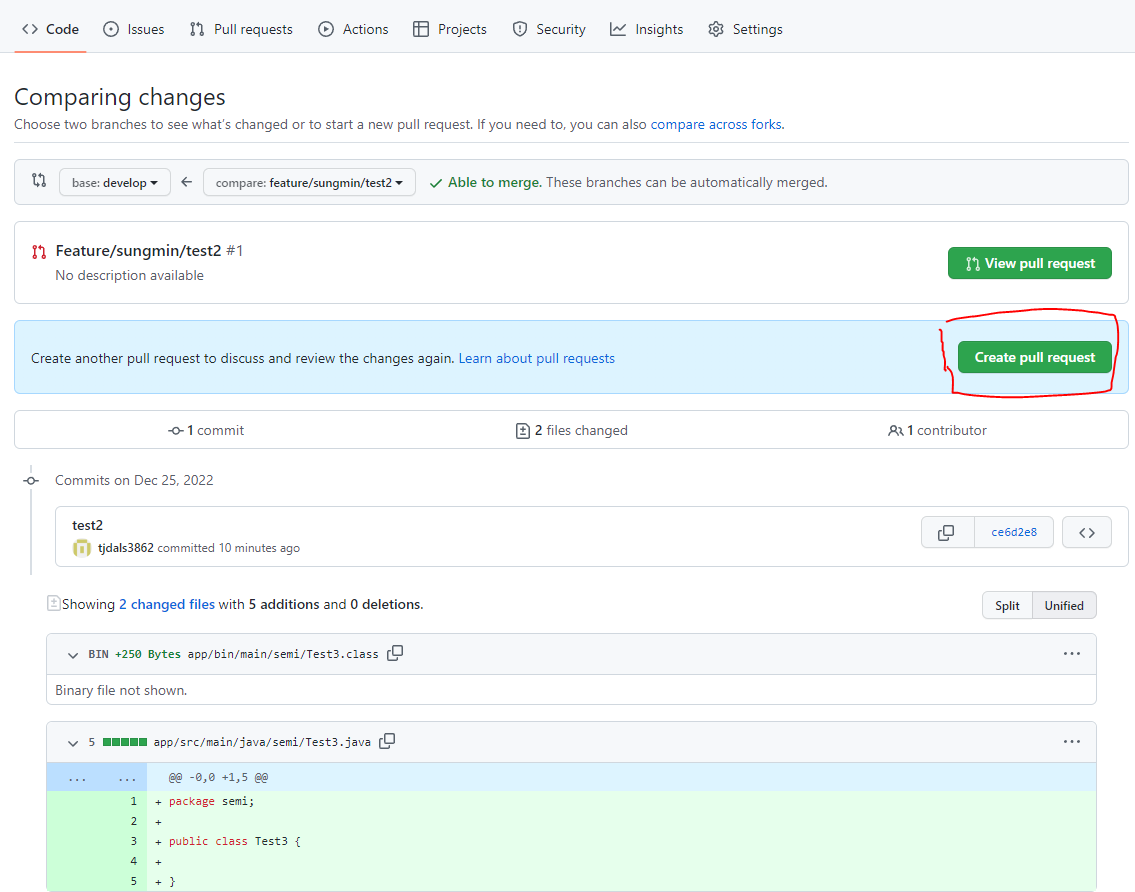 Code Issues Pull requests Actions Projects Security Insights Settings
Comparing changes
Choose two branches to see what's changed or to start a new pull request. If you need to, you can also compare across forks.
base: develop compare: feature/sungmin/test2 Able to merge. These branches can be automatically merged.
Feature/sungmin/test2 #1
No description available
View pull request
Create another pull request to discuss and review the changes again. Learn about pull requests
Create pull request
1 commit 2 files changed 1 contributor
Commits on Dec 25, 2022
test2
tjdals3862 committed 10 minutes ago
ce6d2e8
Showing 2 changed files with 5 additions and 0 deletions.
Split Unified
BIN +250 Bytes app/bin/main/semi/Test3.class
Binary file not shown.
5 app/src/main/java/semi/Test3.java
... ... @@ -0,0 +1,5 @@
1 + package semi;
2 +
3 + public class Test3 {
4 +
5 + }